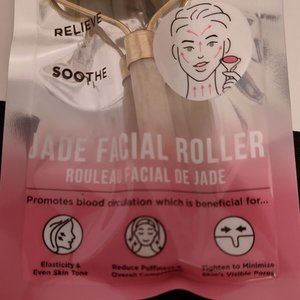 RELIEVE
SOOTHE
JADE FACIAL ROLLER
ROULEAU FACIAL DE JADE
Promotes blood circulation which is beneficial for...
Elasticity &
Even Skin Tone
Reduce Puffiness &
Overall
Tighten to Minimize
Skin's Visible Pores